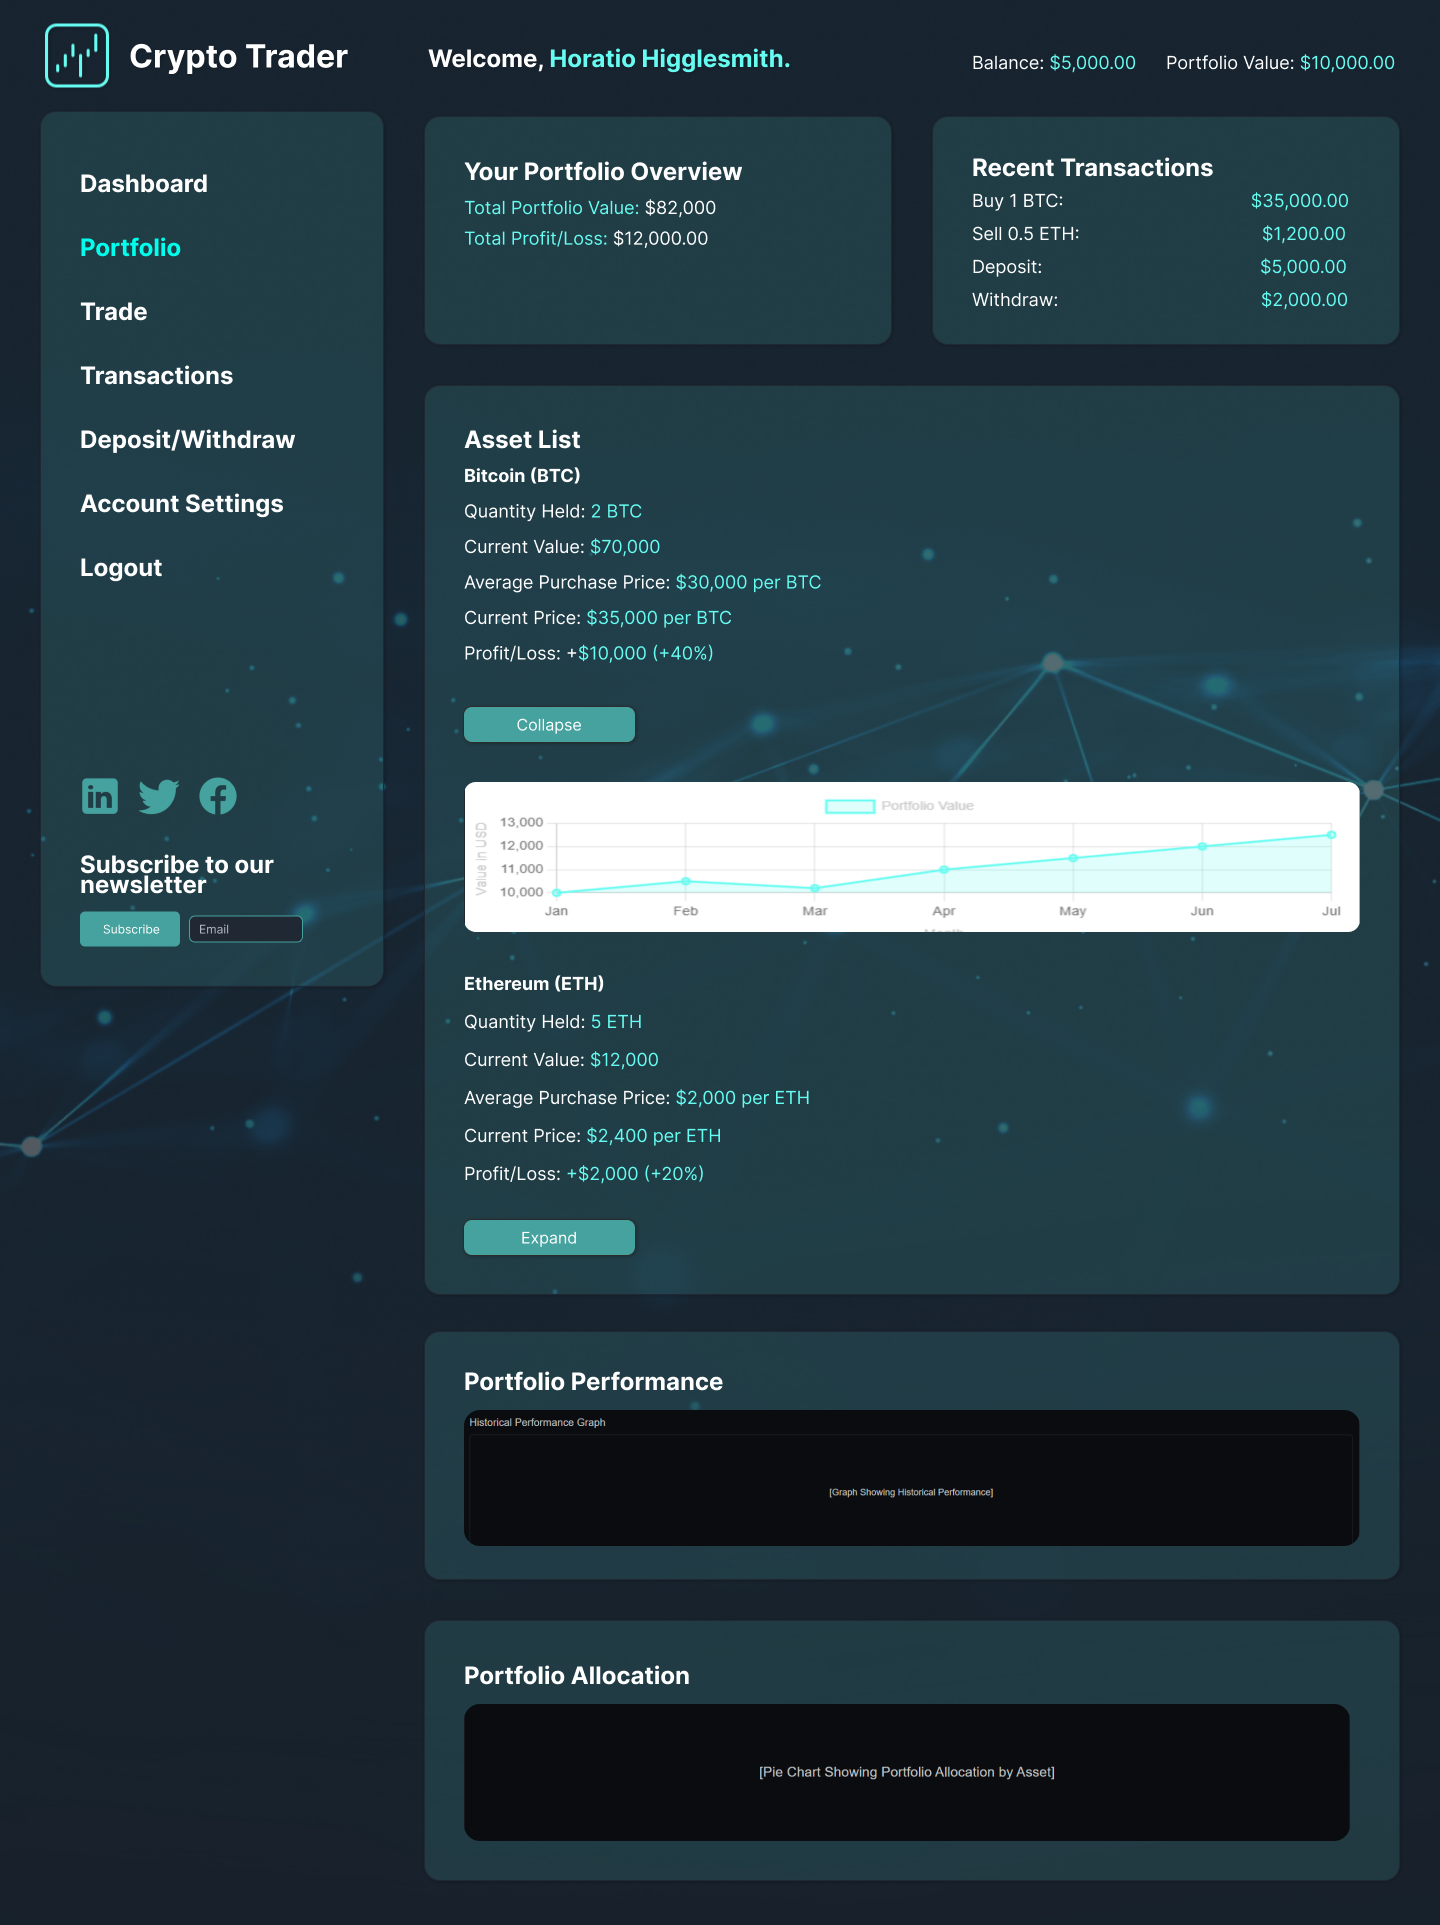 Crypto Trader
Welcome, Horatio Higglesmith.
Balance: $5,000.00 Portfolio Value: $10,000.00
Dashboard
Portfolio
Trade
Transactions
Deposit/Withdraw
Account Settings
Logout
in
Subscribe to our
newsletter
Subscribe Email
Your Portfolio Overview
Total Portfolio Value: $82,000
Total Profit/Loss: $12,000.00
Recent Transactions
Buy 1 BTC: $35,000.00
Sell 0.5 ETH: $1,200.00
Deposit: $5,000.00
Withdraw: $2,000.00
Asset List
Bitcoin (BTC)
Quantity Held: 2 BTC
Current Value: $70,000
Average Purchase Price: $30,000 per BTC
Current Price: $35,000 per BTC
Profit/Loss: +$10,000 (+40%)
Collapse
Portfolio Value
Value in USD
13,000
12,000
11,000
10,000
Jan Feb Mar Apr May Jun Jul
Month
Ethereum (ETH)
Quantity Held: 5 ETH
Current Value: $12,000
Average Purchase Price: $2,000 per ETH
Current Price: $2,400 per ETH
Profit/Loss: +$2,000 (+20%)
Expand
Portfolio Performance
Historical Performance Graph
[Graph Showing Historical Performance]
Portfolio Allocation
[Pie Chart Showing Portfolio Allocation by Asset]